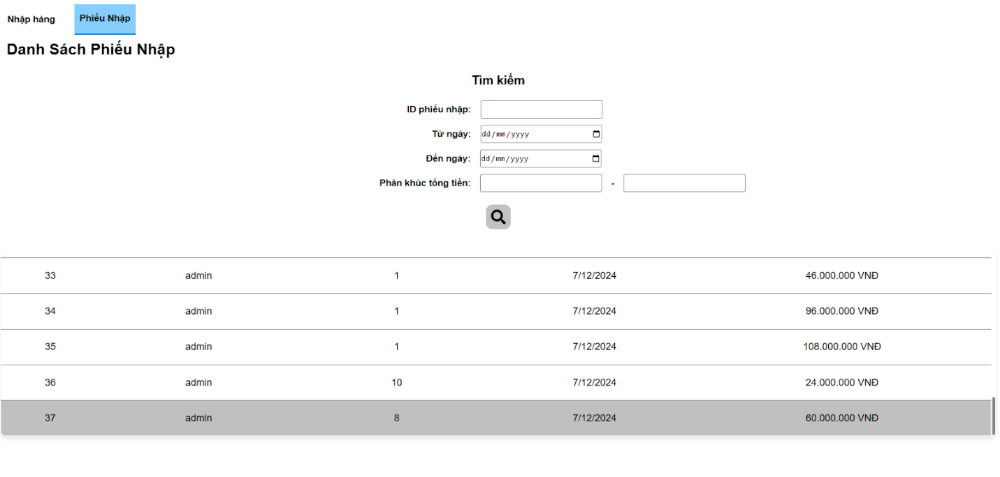 Nhập hàng Phiếu Nhập
Danh Sách Phiếu Nhập
Tìm kiếm
ID phiếu nhập:
Từ ngày: dd/mm/yyyy
Đến ngày: dd/mm/yyyy
Phân khúc tổng tiền: -
33 admin 1 7/12/2024 46.000.000 VNĐ
34 admin 1 7/12/2024 96.000.000 VNĐ
35 admin 1 7/12/2024 108.000.000 VNĐ
36 admin 10 7/12/2024 24.000.000 VNĐ
37 admin 8 7/12/2024 60.000.000 VNĐ